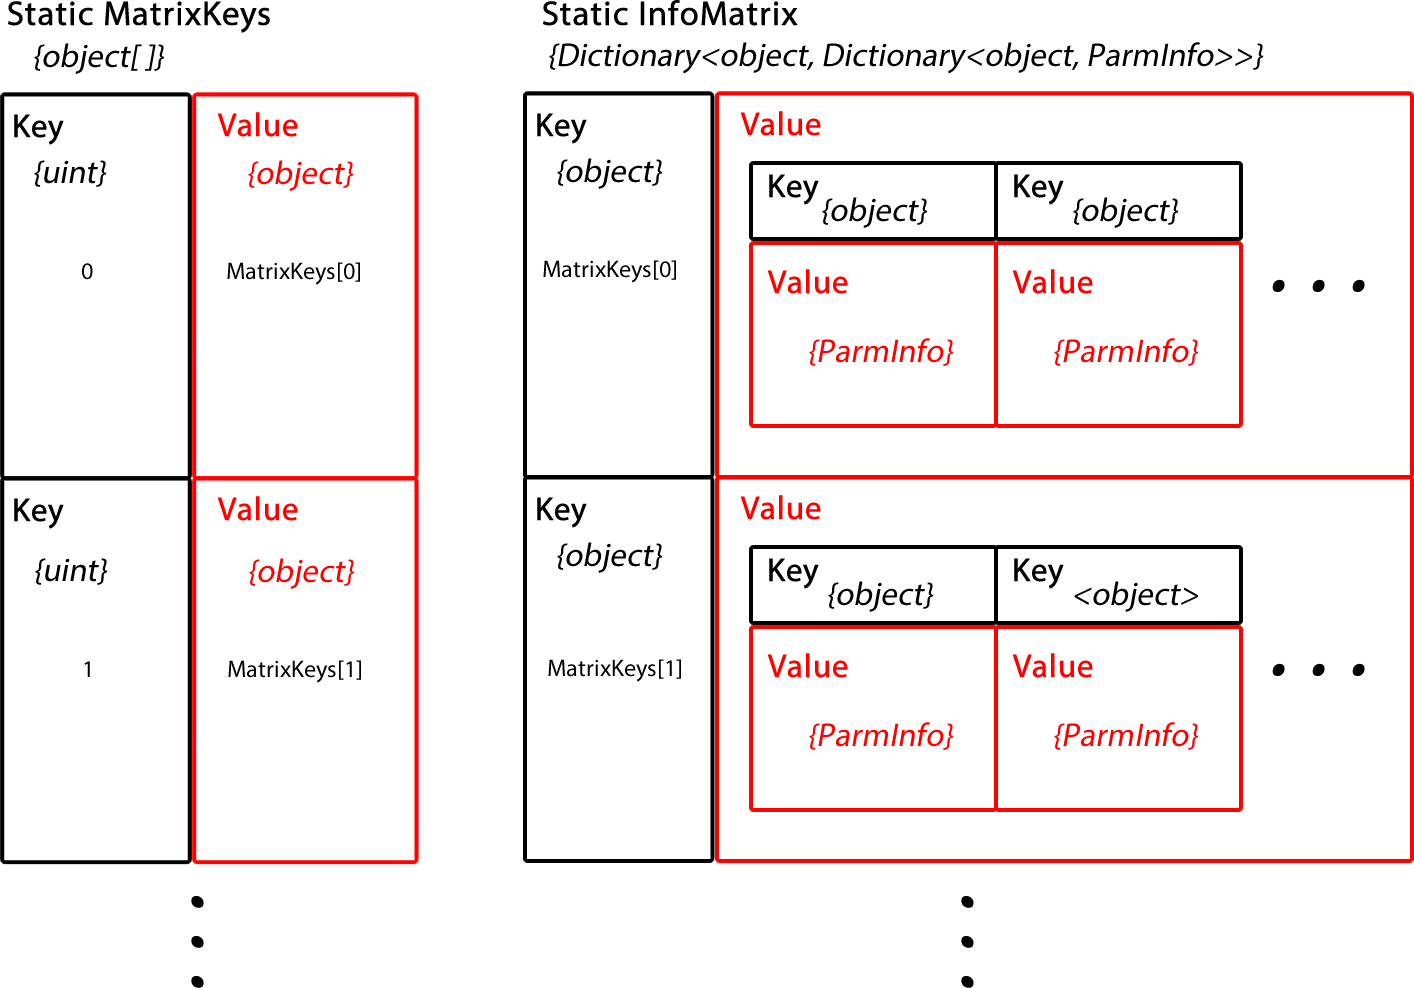 Static MatrixKeys
{object[ ]}
Key
{uint}
0
Value
{object}
MatrixKeys[0]
Key
{uint}
1
Value
{object}
MatrixKeys[1]
Static InfoMatrix
{Dictionary<object, Dictionary<object, ParmInfo>>}
Key
{object}
MatrixKeys[0]
Value
Key {object}
Key {object}
Value
{ParmInfo}
Value
{ParmInfo}
Key
{object}
MatrixKeys[1]
Value
Key {object}
Key <object>
Value
{ParmInfo}
Value
{ParmInfo}